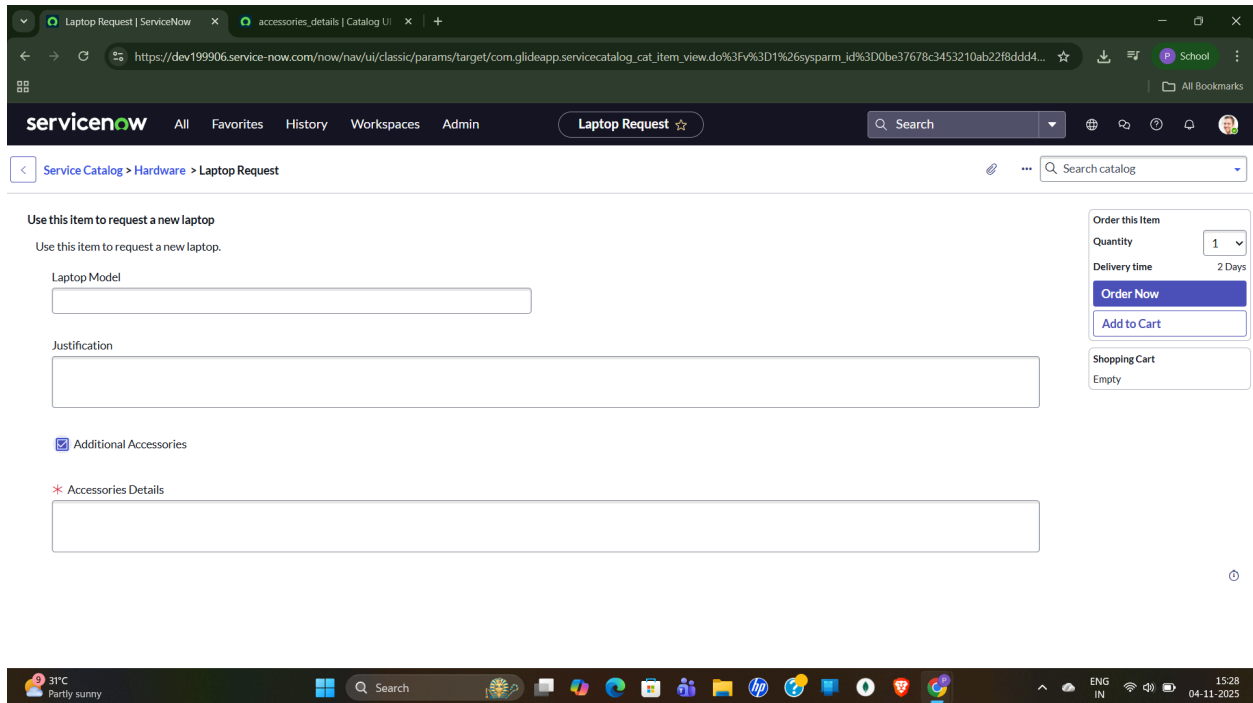 Laptop Request | ServiceNow
accessories_details | Catalog UI
https://dev199906.service-now.com/now/nav/ui/classic/params/target/com.glideapp.servicecatalog_cat_item_view.do%3Fv%3D1%26sysparm_id%3D0be37678c3453210ab22f8ddd4...
P School
All Bookmarks
servicenow All Favorites History Workspaces Admin Laptop Request Search
Service Catalog > Hardware > Laptop Request Search catalog
Use this item to request a new laptop
Use this item to request a new laptop.
Laptop Model
Justification
Additional Accessories
* Accessories Details
Order this Item
Quantity 1
Delivery time 2 Days
Order Now
Add to Cart
Shopping Cart
Empty
9
31°C
Partly sunny
Search
hp
P
ENG
IN
15:28
04-11-2025